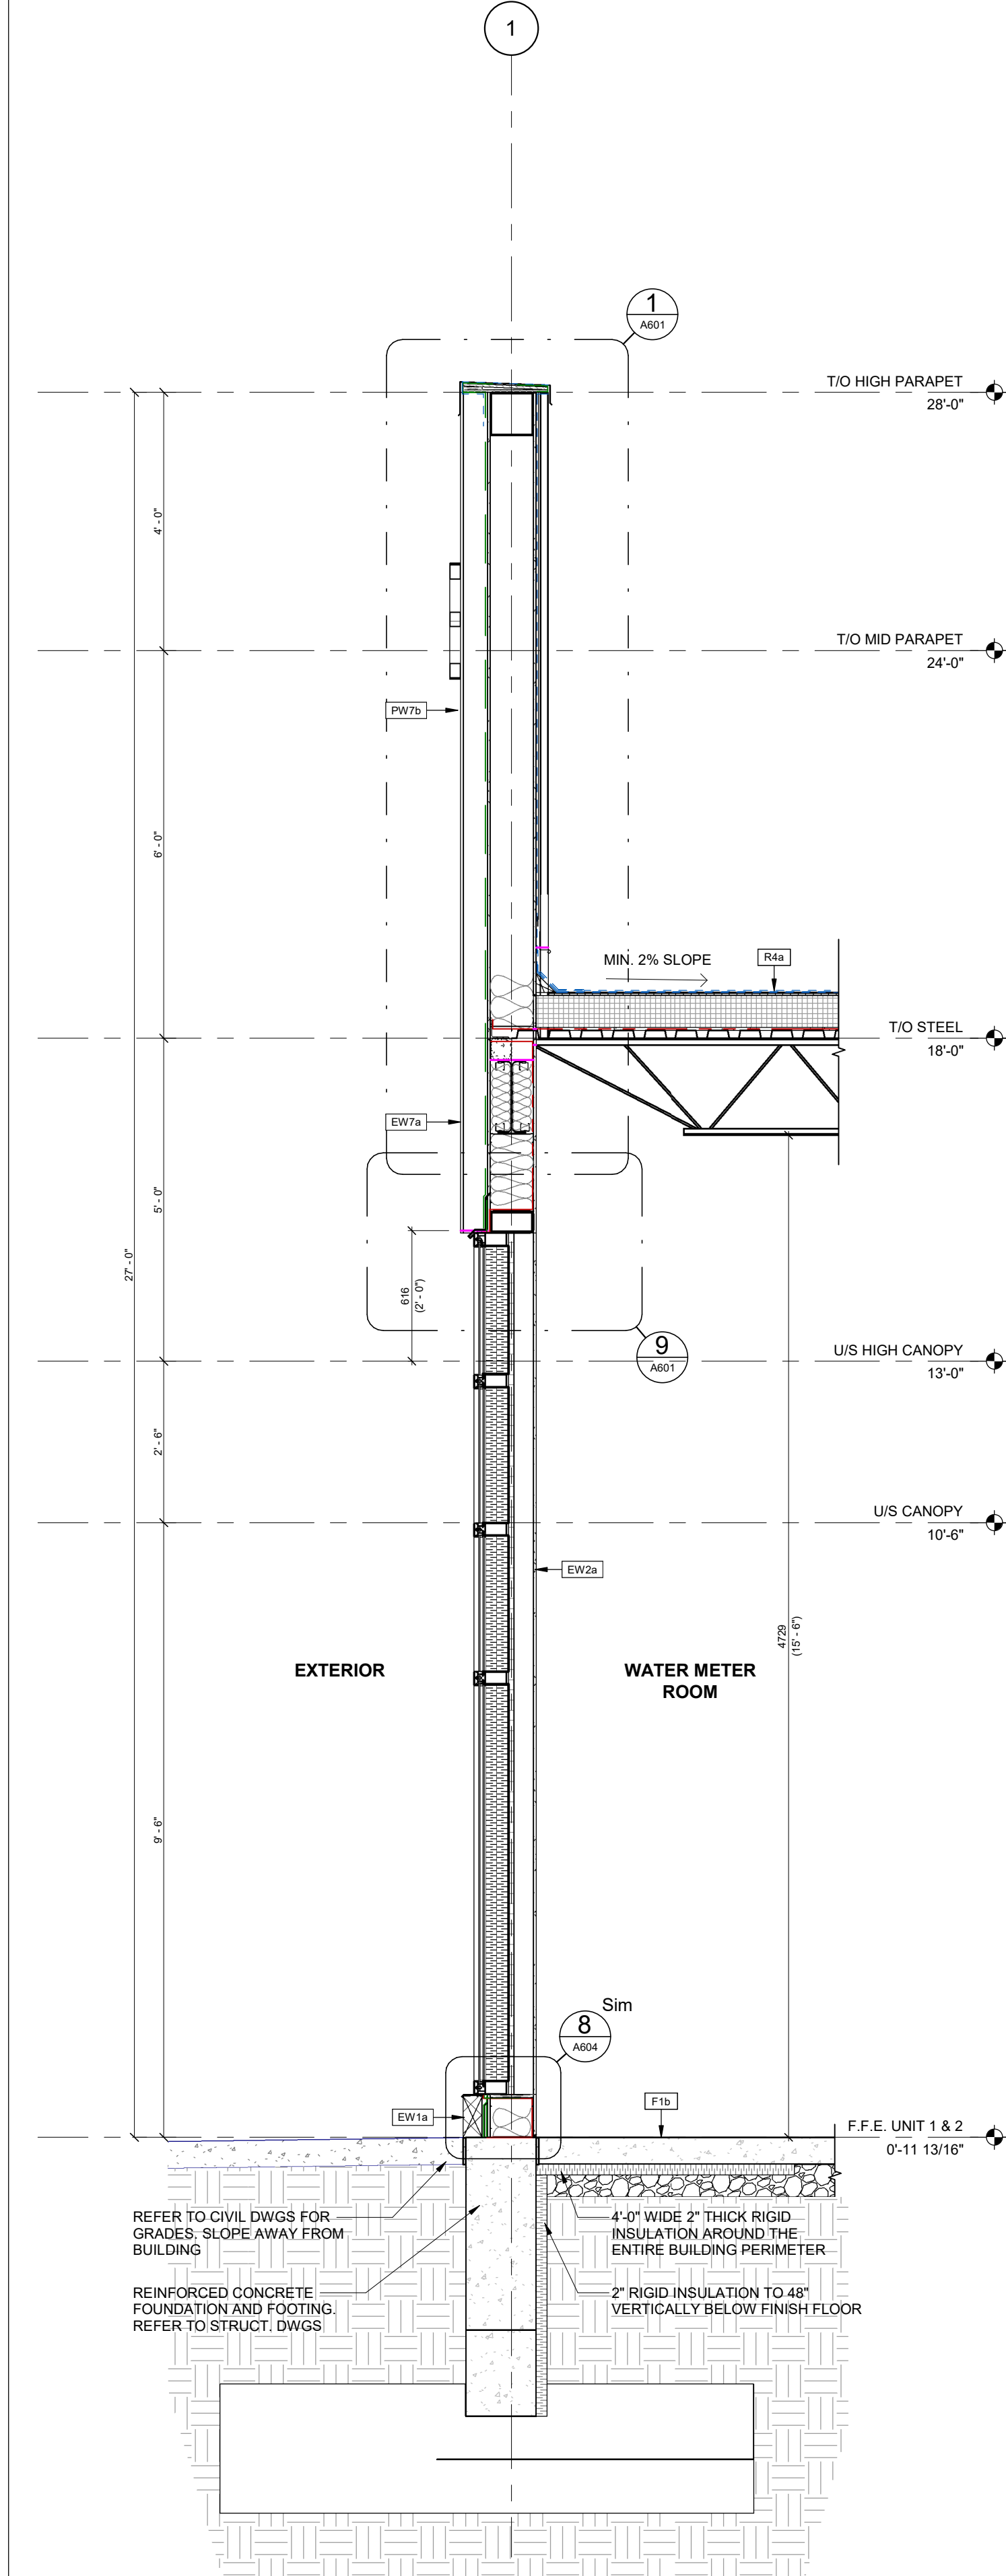 1
1
A601
T/O HIGH PARAPET
28'-0"
4' - 0"
T/O MID PARAPET
24'-0"
PW7b
6' - 0"
MIN. 2% SLOPE
R4a
T/O STEEL
18'-0"
EW7a
5' - 0"
27' - 0"
616
(2' - 0")
9
A601
U/S HIGH CANOPY
13'-0"
2' - 6"
U/S CANOPY
10'-6"
EW2a
4729
(15' - 6")
EXTERIOR
WATER METER
ROOM
9' - 6"
Sim
8
A604
EW1a
F1b
F.F.E. UNIT 1 & 2
0'-11 13/16"
REFER TO CIVIL DWGS FOR
GRADES, SLOPE AWAY FROM
BUILDING
4'-0" WIDE 2" THICK RIGID
INSULATION AROUND THE
ENTIRE BUILDING PERIMETER
REINFORCED CONCRETE
FOUNDATION AND FOOTING.
REFER TO STRUCT. DWGS
2" RIGID INSULATION TO 48"
VERTICALLY BELOW FINISH FLOOR